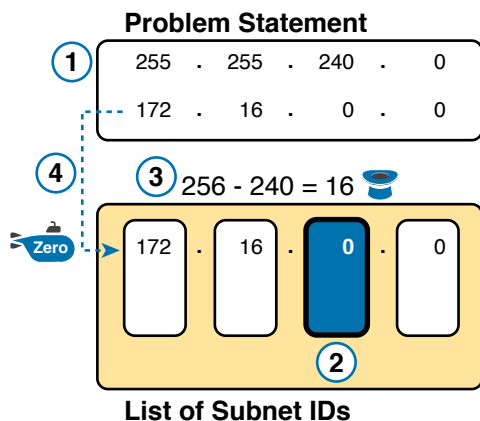 Problem Statement
1 255 . 255 . 240 . 0
172 . 16 . 0 . 0
4
3 256 - 240 = 16
Zero
172 . 16 . 0 . 0
2
List of Subnet IDs